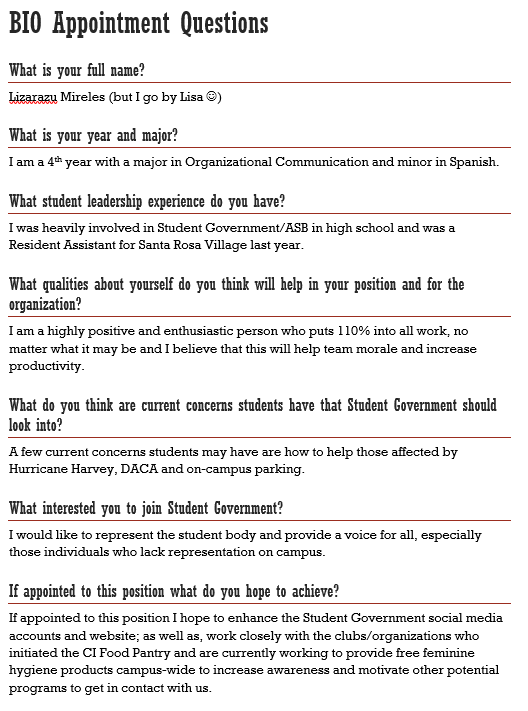 BIO Appointment Questions
What is your full name?
Lizarazu Mireles (but I go by Lisa ☺)
What is your year and major?
I am a 4th year with a major in Organizational Communication and minor in Spanish.
What student leadership experience do you have?
I was heavily involved in Student Government/ASB in high school and was a
Resident Assistant for Santa Rosa Village last year.
What qualities about yourself do you think will help in your position and for the
organization?
I am a highly positive and enthusiastic person who puts 110% into all work, no
matter what it may be and I believe that this will help team morale and increase
productivity.
What do you think are current concerns students have that Student Government should
look into?
A few current concerns students may have are how to help those affected by
Hurricane Harvey, DACA and on-campus parking.
What interested you to join Student Government?
I would like to represent the student body and provide a voice for all, especially
those individuals who lack representation on campus.
If appointed to this position what do you hope to achieve?
If appointed to this position I hope to enhance the Student Government social media
accounts and website; as well as, work closely with the clubs/organizations who
initiated the CI Food Pantry and are currently working to provide free feminine
hygiene products campus-wide to increase awareness and motivate other potential
programs to get in contact with us.